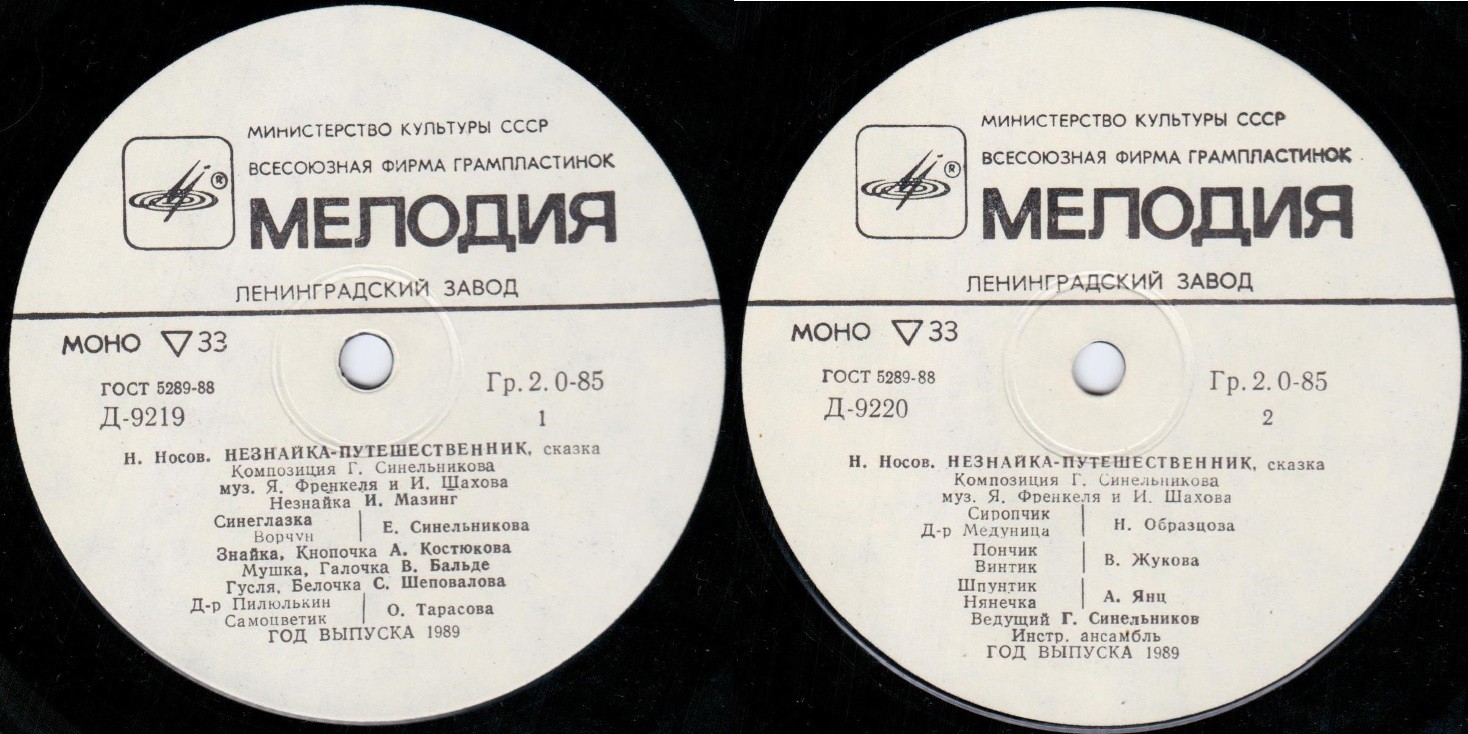 МИНИСТЕРСТВО КУЛЬТУРЫ СССР
ВСЕСОЮЗНАЯ ФИРМА ГРАМПЛАСТИНОК
®
МЕЛОДИЯ
ЛЕНИНГРАДСКИЙ ЗАВОД
МОНО ▽ 33
ГОСТ 5289-88
Гр. 2. 0-85
Д-9219
1
Н. Носов. НЕЗНАЙКА-ПУТЕШЕСТВЕННИК, сказка
Композиция Г. Синельникова
муз. Я. Френкеля и И. Шахова
Незнайка И. Мазинг
Синеглазка
Ворчун
Е. Синельникова
Знайка, Кнопочка А. Костюкова
Мушка, Галочка В. Бальде
Гусля, Белочка С. Шеповалова
Д-р Пилюлькин
Самоцветик
О. Тарасова
ГОД ВЫПУСКА 1989
МИНИСТЕРСТВО КУЛЬТУРЫ СССР
ВСЕСОЮЗНАЯ ФИРМА ГРАМПЛАСТИНОК
®
МЕЛОДИЯ
ЛЕНИНГРАДСКИЙ ЗАВОД
МОНО ▽ 33
ГОСТ 5289-88
Гр. 2. 0-85
Д-9220
2
Н. Носов. НЕЗНАЙКА-ПУТЕШЕСТВЕННИК, сказка
Композиция Г. Синельникова
муз. Я. Френкеля и И. Шахова
Сиропчик
Д-р Медуница
Н. Образцова
Пончик
Винтик
В. Жукова
Шпунтик
Нянечка
А. Янц
Ведущий Г. Синельников
Инстр. ансамбль
ГОД ВЫПУСКА 1989